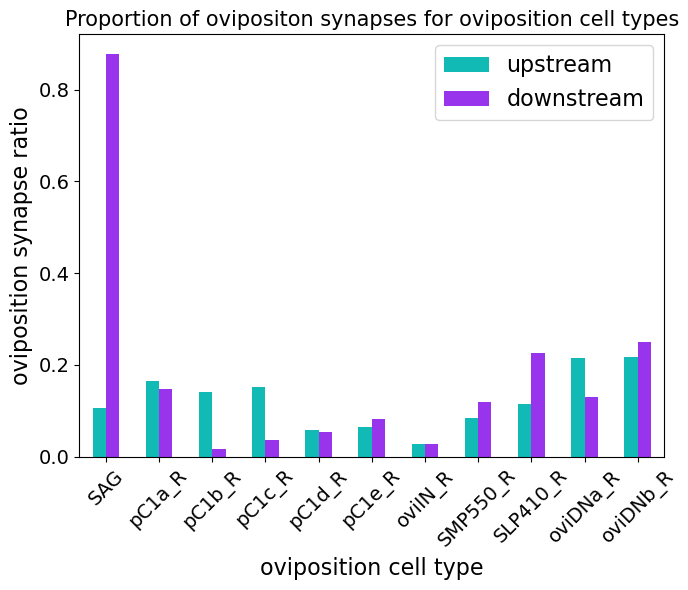 Proportion of ovipositon synapses for oviposition cell types
upstream
downstream
oviposition synapse ratio
0.8
0.6
0.4
0.2
0.0
SAG
pC1a_R
pC1b_R
pC1c_R
pC1d_R
pC1e_R
oviIN_R
SMP550_R
SLP410_R
oviDNa_R
oviDNb_R
oviposition cell type